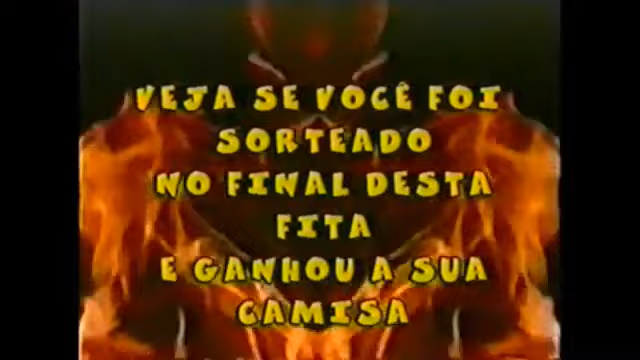 VEJA SE VOCÊ FOI
SORTEADO
NO FINAL DESTA
FITA
E GANHOU A SUA
CAMISA